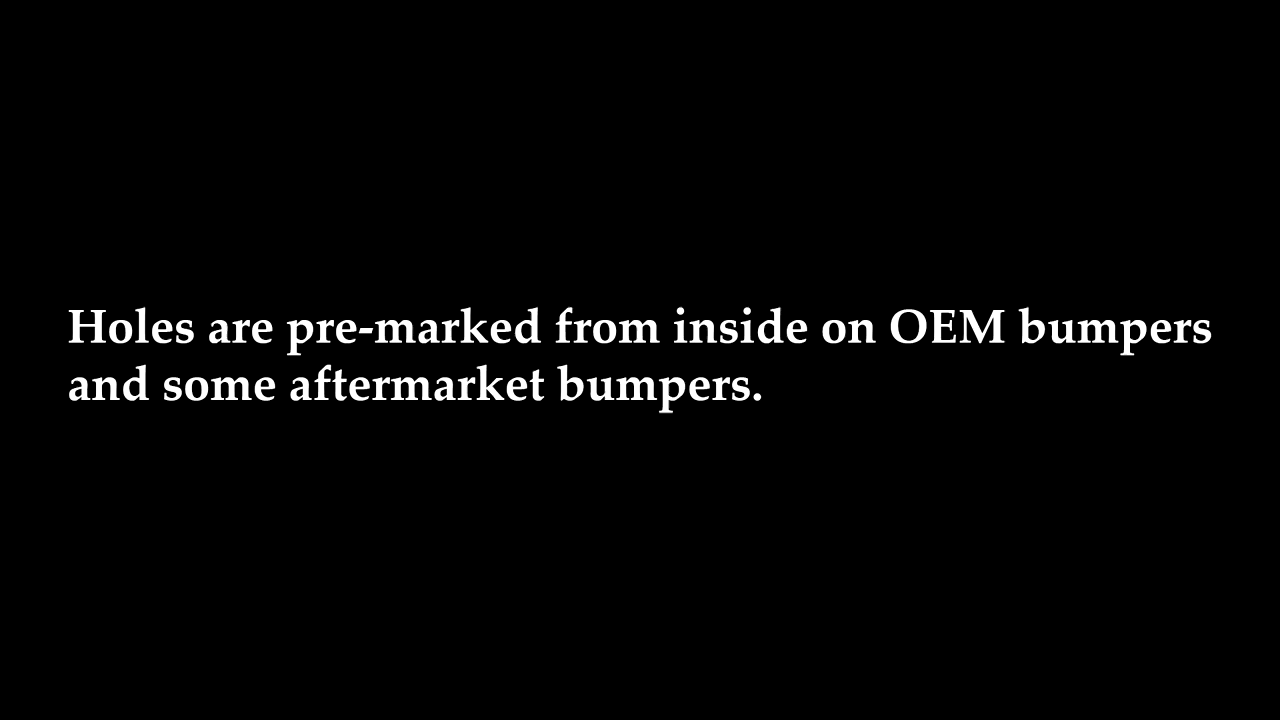 Holes are pre-marked from inside on OEM bumpers
and some aftermarket bumpers.